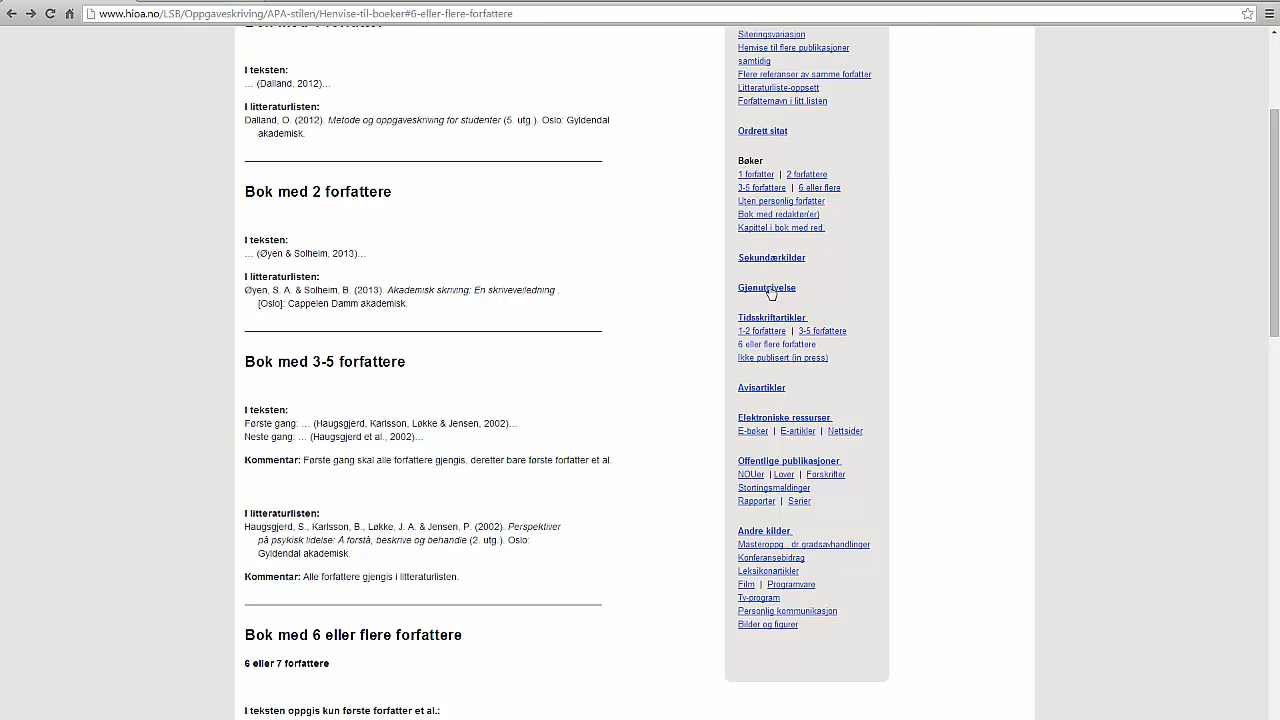 www.hioa.no/LSB/Oppgaveskriving/APA-stilen/Henvise-til-boeker#6-eller-flere-forfattere
I teksten:
… (Dalland, 2012)…
I litteraturlisten:
Dalland, O. (2012). Metode og oppgaveskriving for studenter (5. utg.). Oslo: Gyldendal
akademisk.
Bok med 2 forfattere
I teksten:
… (Øyen & Solheim, 2013)…
I litteraturlisten:
Øyen, S. A. & Solheim, B. (2013). Akademisk skriving: En skriveveiledning .
[Oslo]: Cappelen Damm akademisk.
Bok med 3-5 forfattere
I teksten:
Første gang: … (Haugsgjerd, Karlsson, Løkke & Jensen, 2002)…
Neste gang: … (Haugsgjerd et al., 2002)…
Kommentar: Første gang skal alle forfattere gjengis, deretter bare første forfatter et al.
I litteraturlisten:
Haugsgjerd, S., Karlsson, B., Løkke, J. A. & Jensen, P. (2002). Perspektiver
på psykisk lidelse: Å forstå, beskrive og behandle (2. utg.). Oslo:
Gyldendal akademisk.
Kommentar: Alle forfattere gjengis i litteraturlisten.
Bok med 6 eller flere forfattere
6 eller 7 forfattere
I teksten oppgis kun første forfatter et al.:
Siteringsvariasjon
Henvise til flere publikasjoner
samtidig
Flere referanser av samme forfatter
Litteraturliste-oppsett
Forfatternavn i litt.listen
Ordrett sitat
Bøker
1 forfatter | 2 forfattere
3-5 forfattere | 6 eller flere
Uten personlig forfatter
Bok med redaktør(er)
Kapittel i bok med red.
Sekundærkilder
Gjenutgivelse
Tidsskriftartikler
1-2 forfattere | 3-5 forfattere
6 eller flere forfattere
Ikke publisert (in press)
Avisartikler
Elektroniske ressurser
E-bøker | E-artikler | Nettsider
Offentlige publikasjoner
NOUer | Lover | Forskrifter
Stortingsmeldinger
Rapporter | Serier
Andre kilder
Masteroppg., dr.gradsavhandlinger
Konferansebidrag
Leksikonartikler
Film | Programvare
Tv-program
Personlig kommunikasjon
Bilder og figurer